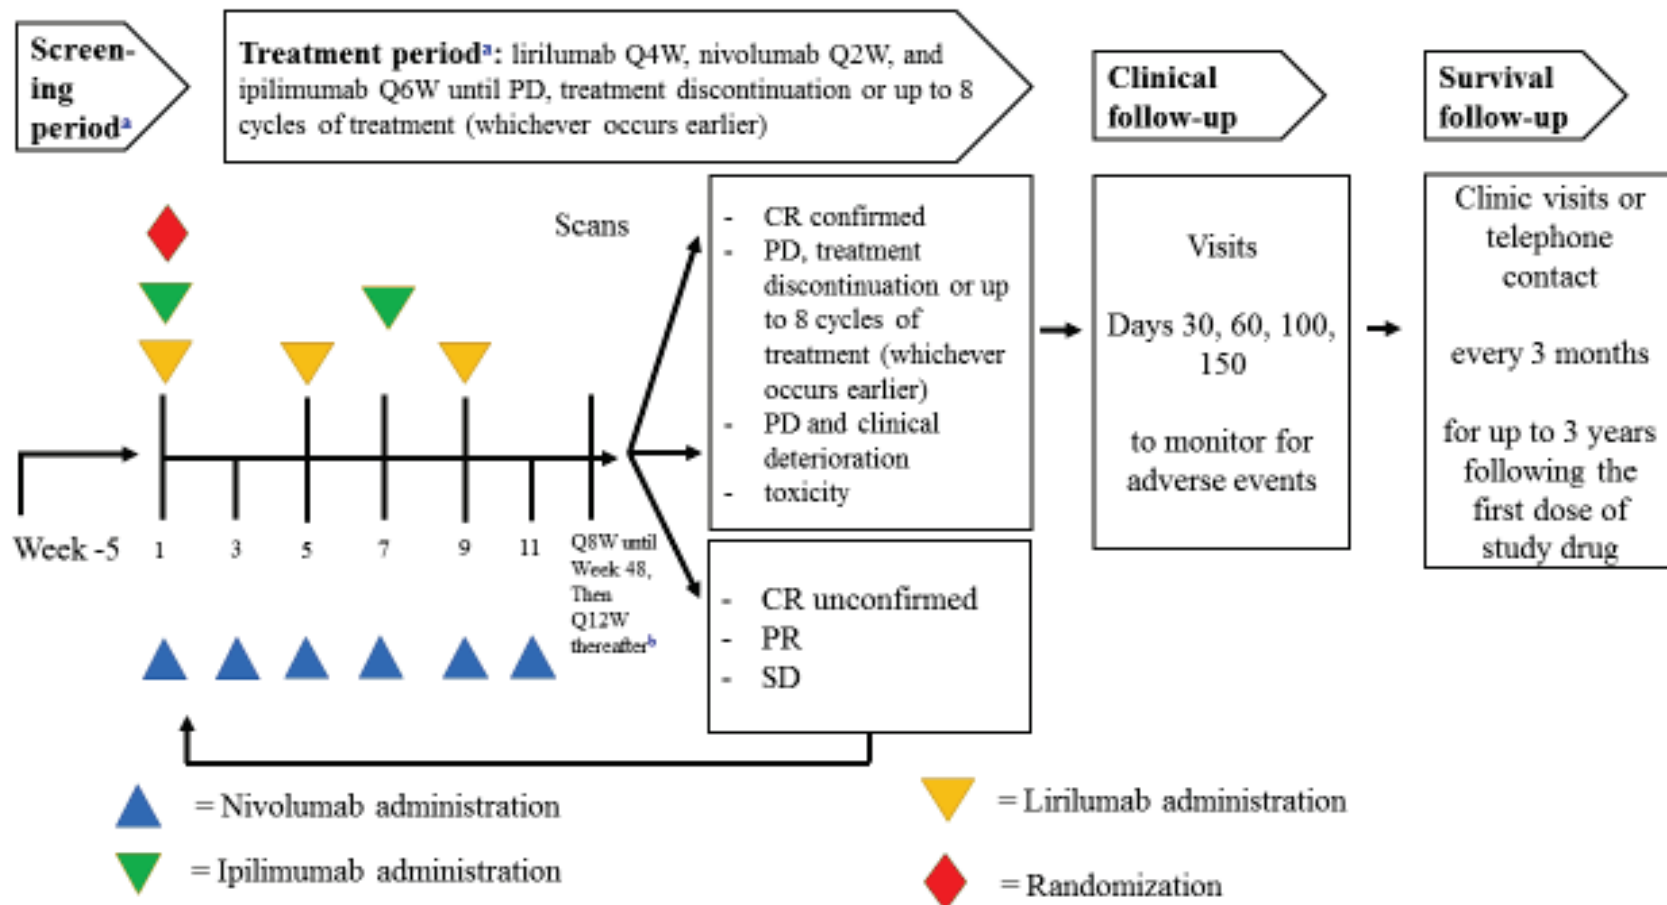 Screen-
ing
periodᵃ
Treatment periodᵃ: lirilumab Q4W, nivolumab Q2W, and
ipilimumab Q6W until PD, treatment discontinuation or up to 8
cycles of treatment (whichever occurs earlier)
Clinical
follow-up
Survival
follow-up
Scans
- CR confirmed
- PD, treatment
discontinuation or up
to 8 cycles of
treatment (whichever
occurs earlier)
- PD and clinical
deterioration
- toxicity
Visits
Days 30, 60, 100,
150
to monitor for
adverse events
Clinic visits or
telephone
contact
every 3 months
for up to 3 years
following the
first dose of
study drug
Week -5
1 3 5 7 9 11
Q8W until
Week 48,
Then
Q12W
thereafterᵇ
- CR unconfirmed
- PR
- SD
= Nivolumab administration
= Lirilumab administration
= Ipilimumab administration
= Randomization